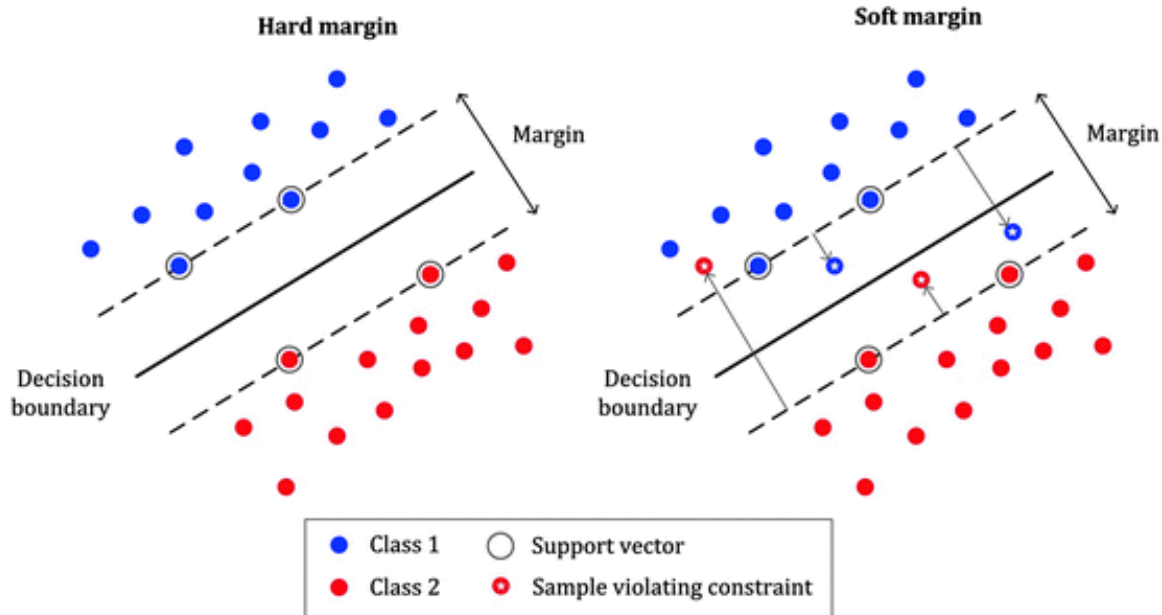 Hard margin
Soft margin
Margin
Margin
Decision
boundary
Decision
boundary
Class 1
Support vector
Class 2
Sample violating constraint